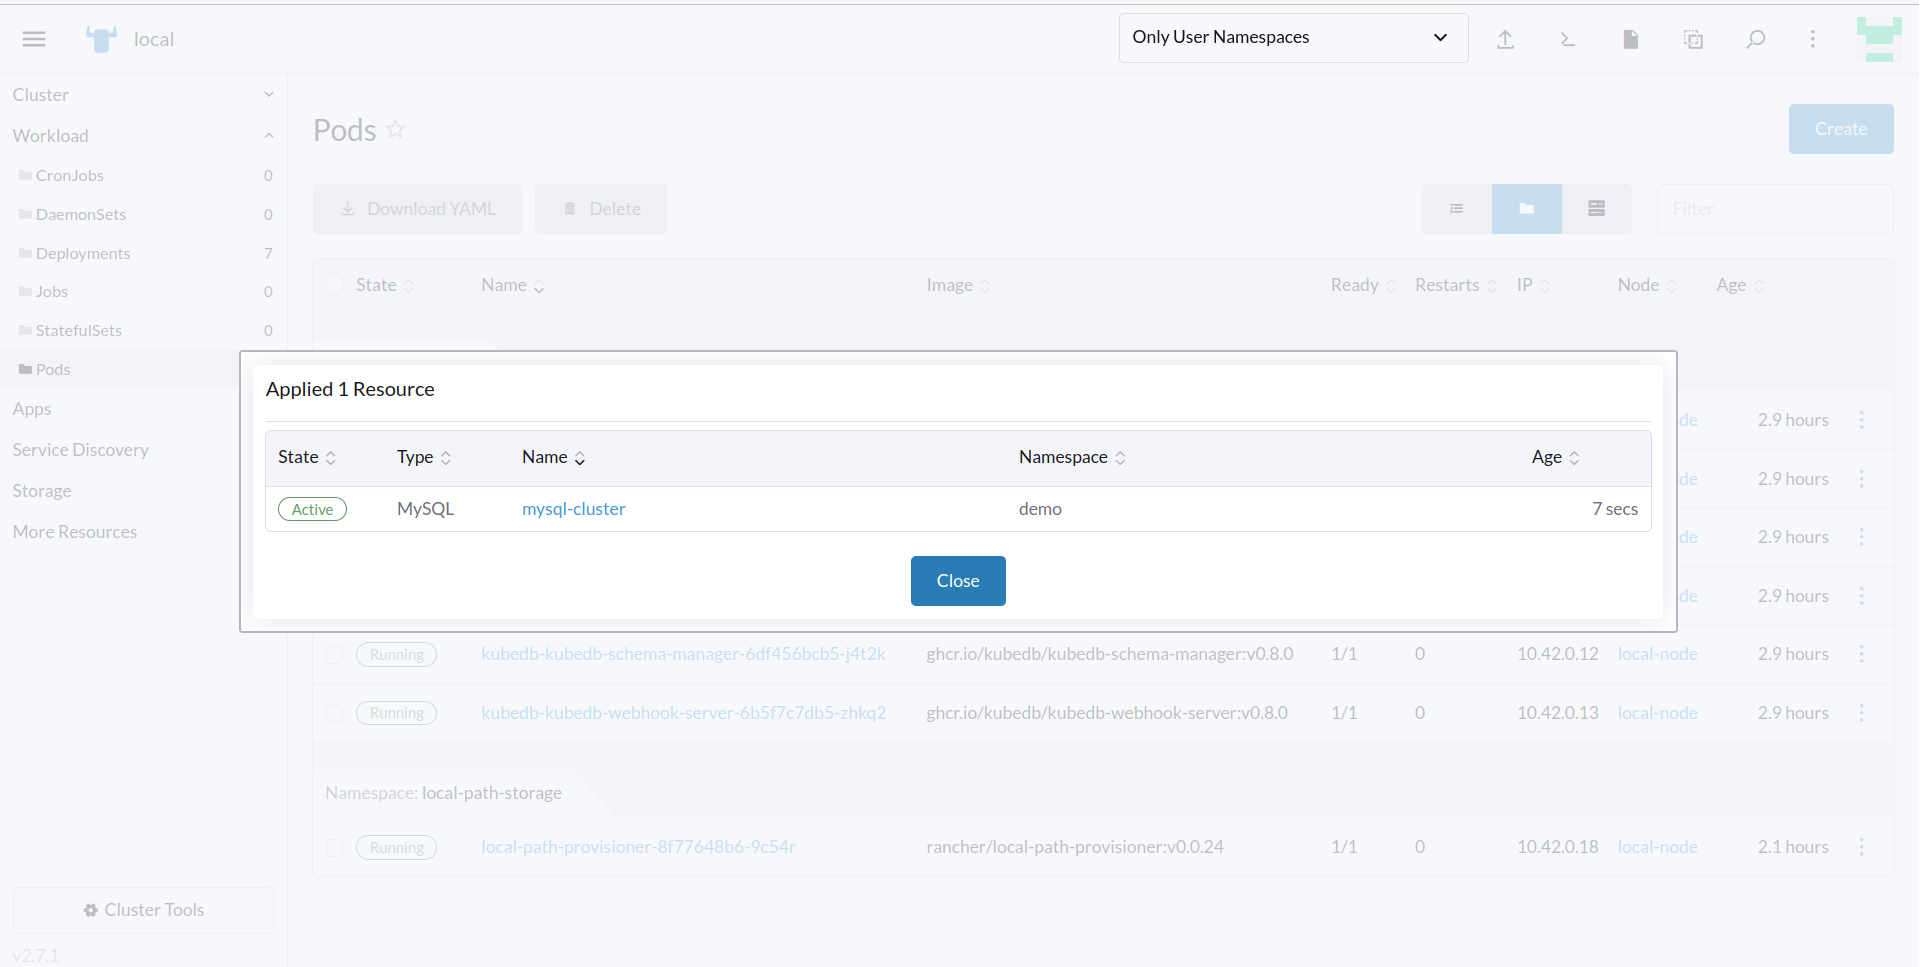 local
Only User Namespaces
Cluster
Workload
CronJobs 0
DaemonSets 0
Deployments 7
Jobs 0
StatefulSets 0
Pods
Apps
Service Discovery
Storage
More Resources
Cluster Tools
v2.7.1
Pods
Create
Download YAML
Delete
Filter
State Name Image Ready Restarts IP Node Age
Applied 1 Resource
State Type Name Namespace Age
Active MySQL mysql-cluster demo 7 secs
Close
de 2.9 hours
de 2.9 hours
de 2.9 hours
de 2.9 hours
Running kubedb-kubedb-schema-manager-6df456bcb5-j4t2k ghcr.io/kubedb/kubedb-schema-manager:v0.8.0 1/1 0 10.42.0.12 local-node 2.9 hours
Running kubedb-kubedb-webhook-server-6b5f7c7db5-zhkq2 ghcr.io/kubedb/kubedb-webhook-server:v0.8.0 1/1 0 10.42.0.13 local-node 2.9 hours
Namespace: local-path-storage
Running local-path-provisioner-8f77648b6-9c54r rancher/local-path-provisioner:v0.0.24 1/1 0 10.42.0.18 local-node 2.1 hours